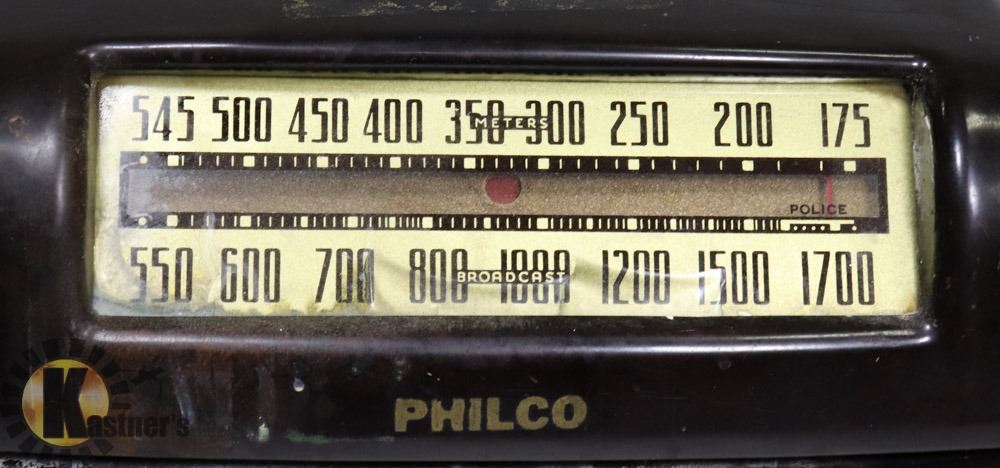 545 500 450 400 350 300 250 200 175
METERS
POLICE
550 600 700 800 1000 1200 1500 1700
BROADCAST
PHILCO
Kastner's